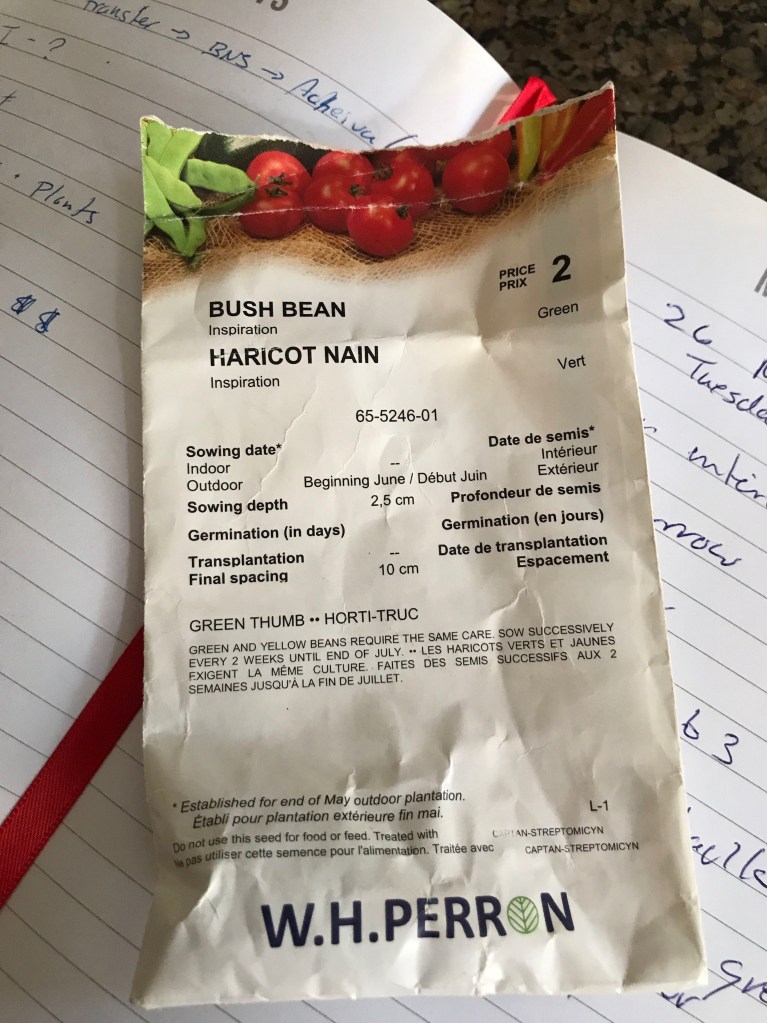 Transfer → BNS →
I - ?
. Plants
$ $
PRICE 2
PRIX
BUSH BEAN
Inspiration Green
HARICOT NAIN
Inspiration Vert
65-5246-01
Sowing date* Date de semis*
Indoor -- Intérieur
Outdoor Beginning June / Début Juin Extérieur
Sowing depth 2,5 cm Profondeur de semis
Germination (in days) Germination (en jours)
Transplantation -- Date de transplantation
Final spacing 10 cm Espacement
GREEN THUMB •• HORTI-TRUC
GREEN AND YELLOW BEANS REQUIRE THE SAME CARE. SOW SUCCESSIVELY
EVERY 2 WEEKS UNTIL END OF JULY. •• LES HARICOTS VERTS ET JAUNES
EXIGENT LA MÊME CULTURE. FAITES DES SEMIS SUCCESSIFS AUX 2
SEMAINES JUSQU'À LA FIN DE JUILLET.
* Established for end of May outdoor plantation.
Établi pour plantation extérieure fin mai.
L-1
Do not use this seed for food or feed. Treated with CAPTAN-STREPTOMICYN
Ne pas utiliser cette semence pour l'alimentation. Traitée avec CAPTAN-STREPTOMICYN
W.H.PERRON
26
Tuesda